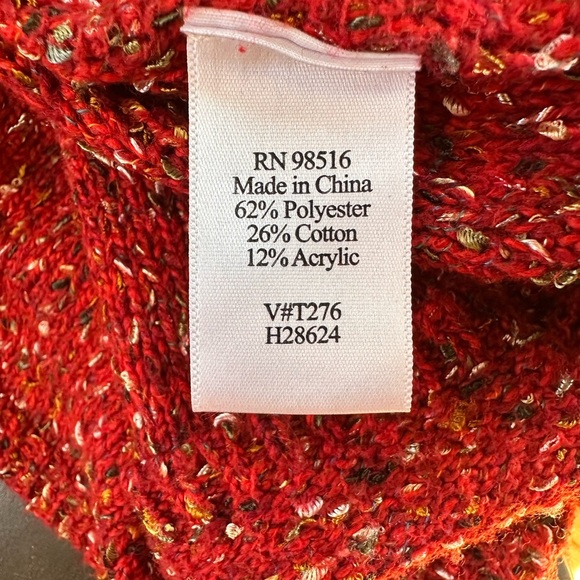 RN 98516
Made in China
62% Polyester
26% Cotton
12% Acrylic
V#T276
H28624